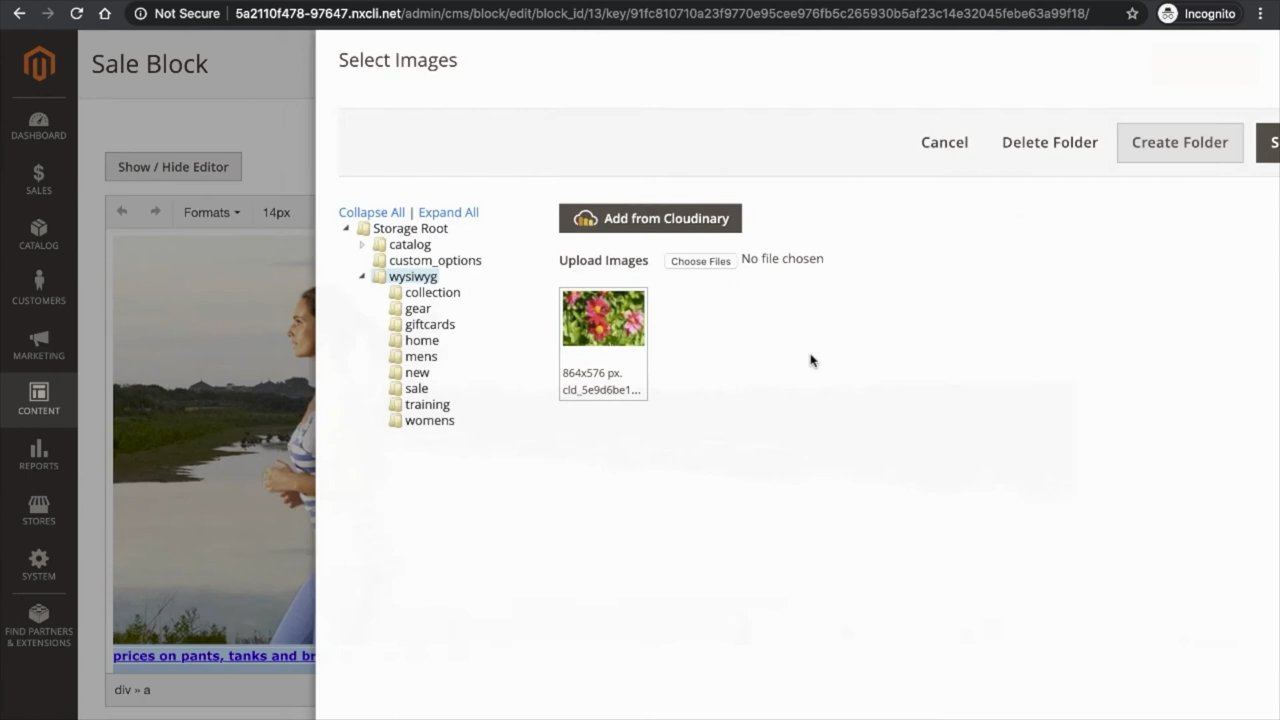 Not Secure 5a2110f478-97647.nxcli.net/admin/cms/block/edit/block_id/13/key/91fc810710a23f9770e95cee976fb5c265930b5af23c14e32045febe63a99f18/ Incognito
Sale Block
Select Images
DASHBOARD
SALES
CATALOG
CUSTOMERS
MARKETING
CONTENT
REPORTS
STORES
SYSTEM
FIND PARTNERS
& EXTENSIONS
Show / Hide Editor
Formats 14px
prices on pants, tanks and br
div » a
Cancel Delete Folder Create Folder S
Collapse All | Expand All
Storage Root
catalog
custom_options
wysiwyg
collection
gear
giftcards
home
mens
new
sale
training
womens
Add from Cloudinary
Upload Images Choose Files No file chosen
864x576 px.
cld_5e9d6be1...